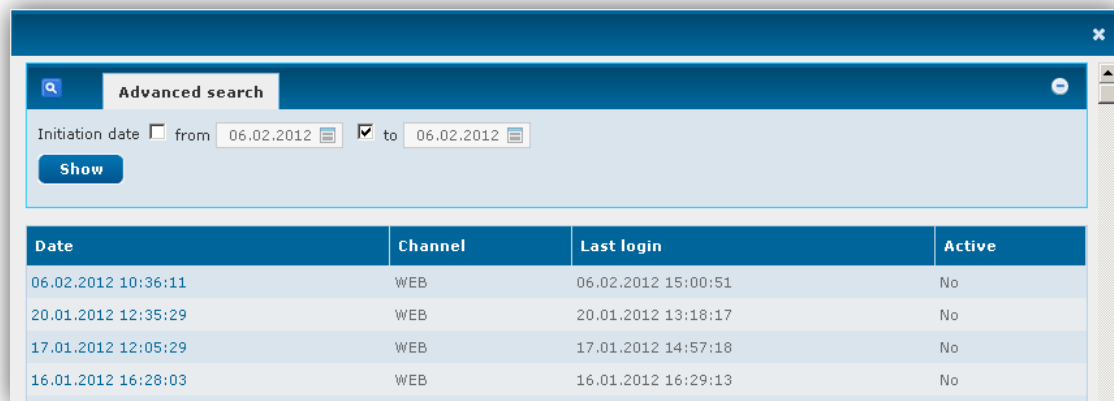 Advanced search
Initiation date from 06.02.2012 to 06.02.2012
Show
Date Channel Last login Active
06.02.2012 10:36:11 WEB 06.02.2012 15:00:51 No
20.01.2012 12:35:29 WEB 20.01.2012 13:18:17 No
17.01.2012 12:05:29 WEB 17.01.2012 14:57:18 No
16.01.2012 16:28:03 WEB 16.01.2012 16:29:13 No